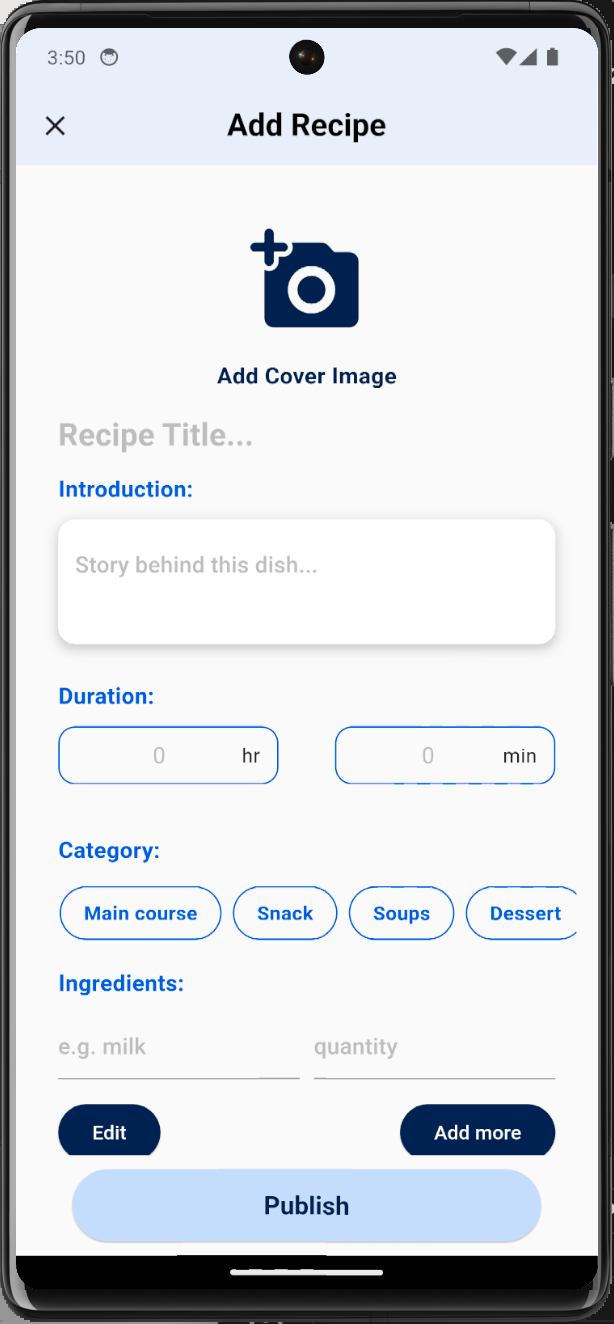 3:50
Add Recipe
Add Cover Image
Recipe Title...
Introduction:
Story behind this dish...
Duration:
0 hr 0 min
Category:
Main course Snack Soups Dessert
Ingredients:
e.g. milk quantity
Edit Add more
Publish